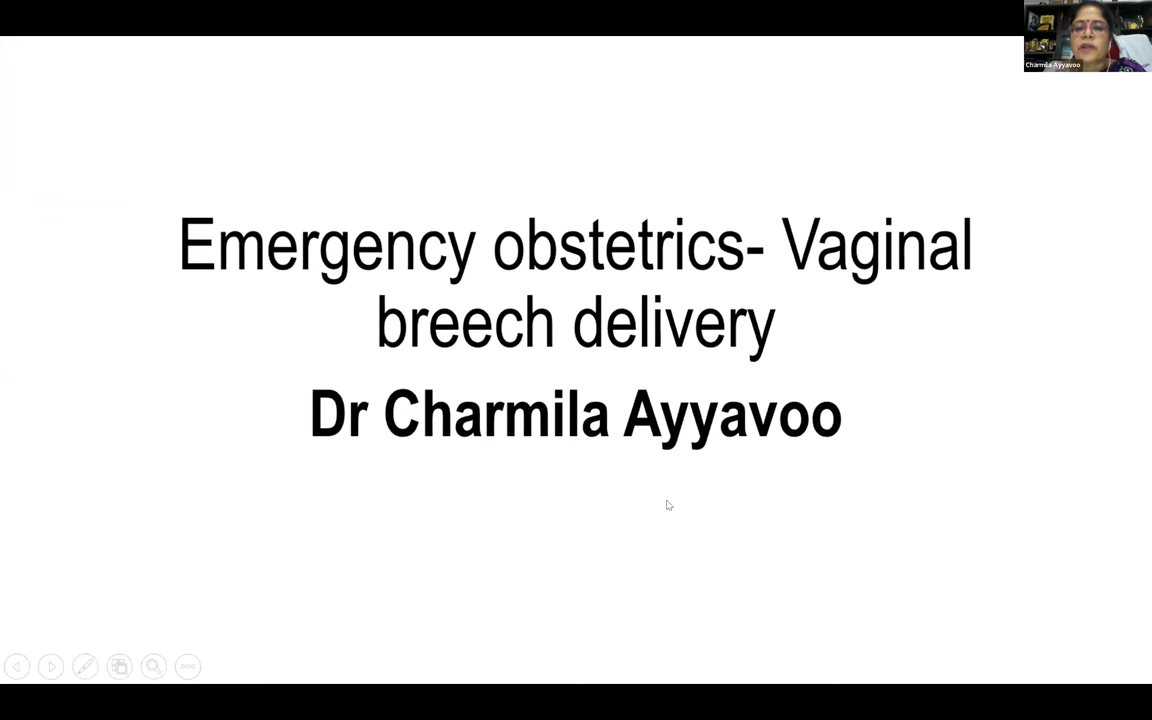 Charmila Ayyavoo
Emergency obstetrics- Vaginal
breech delivery
Dr Charmila Ayyavoo